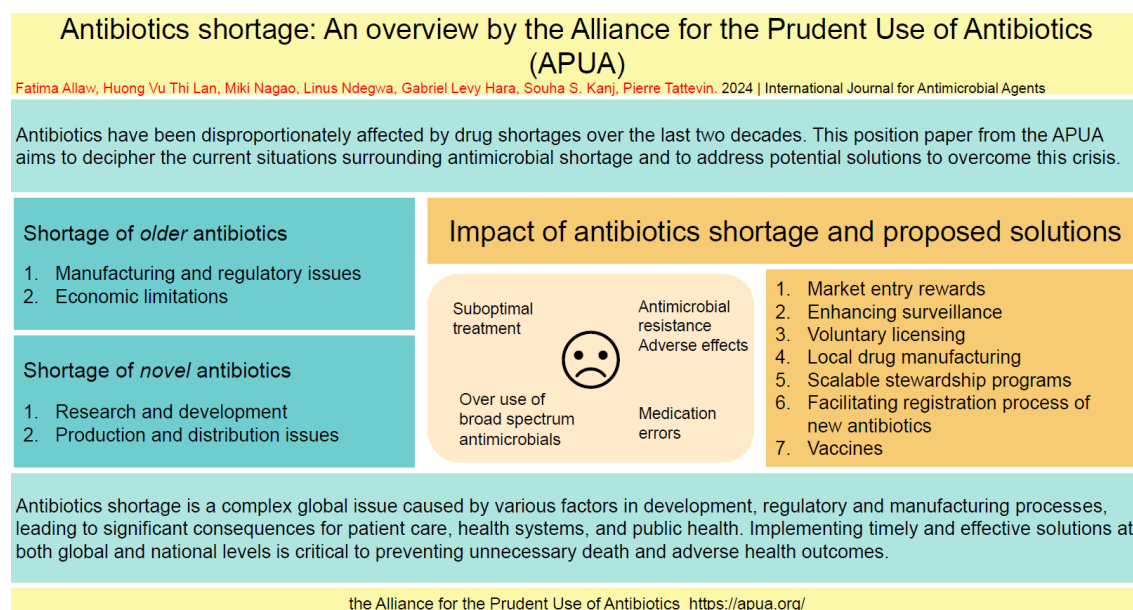 Antibiotics shortage: An overview by the Alliance for the Prudent Use of Antibiotics
(APUA)
Fatima Allaw, Huong Vu Thi Lan, Miki Nagao, Linus Ndegwa, Gabriel Levy Hara, Souha S. Kanj, Pierre Tattevin. 2024 | International Journal for Antimicrobial Agents
Antibiotics have been disproportionately affected by drug shortages over the last two decades. This position paper from the APUA
aims to decipher the current situations surrounding antimicrobial shortage and to address potential solutions to overcome this crisis.
Shortage of older antibiotics
1. Manufacturing and regulatory issues
2. Economic limitations
Shortage of novel antibiotics
1. Research and development
2. Production and distribution issues
Impact of antibiotics shortage and proposed solutions
Suboptimal
treatment
Antimicrobial
resistance
Adverse effects
Over use of
broad spectrum
antimicrobials
Medication
errors
1. Market entry rewards
2. Enhancing surveillance
3. Voluntary licensing
4. Local drug manufacturing
5. Scalable stewardship programs
6. Facilitating registration process of
new antibiotics
7. Vaccines
Antibiotics shortage is a complex global issue caused by various factors in development, regulatory and manufacturing processes,
leading to significant consequences for patient care, health systems, and public health. Implementing timely and effective solutions at
both global and national levels is critical to preventing unnecessary death and adverse health outcomes.
the Alliance for the Prudent Use of Antibiotics https://apua.org/